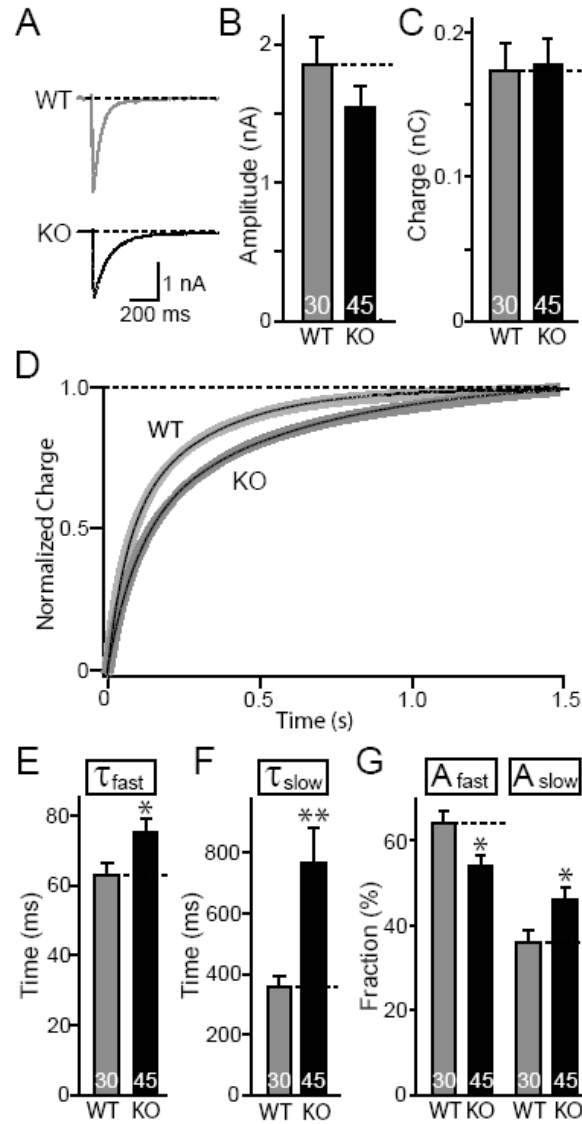 A
WT
KO
1 nA
200 ms
B
Amplitude (nA)
2
1
0
30
45
WT KO
C
Charge (nC)
0.2
0.1
0
30
45
WT KO
D
Normalized Charge
1.0
0.5
0
WT
KO
0 0.5 1.0 1.5
Time (s)
E
τfast
Time (ms)
80
60
40
20
0
*
30 45
WT KO
F
τslow
Time (ms)
800
600
400
200
0
**
30 45
WT KO
G
A fast A slow
Fraction (%)
60
40
20
0
*
*
30 45 30 45
WT KO WT KO